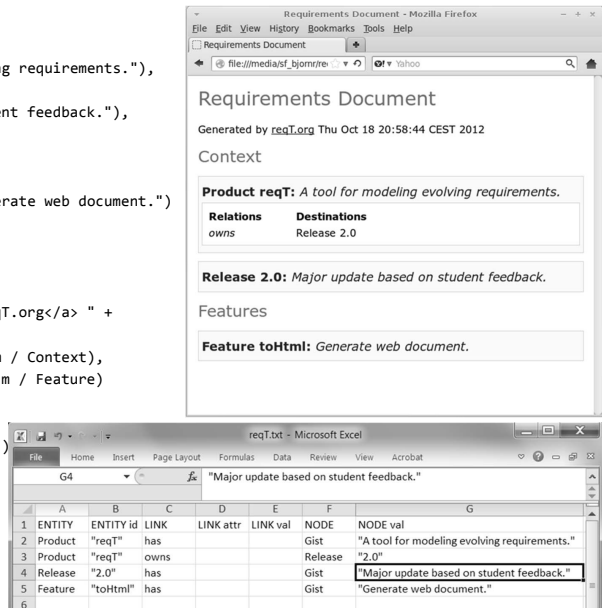 ng requirements."),
ent feedback."),
erate web document.")
qT.org</a> " +
m / Context),
m / Feature)
)
Requirements Document - Mozilla Firefox
File Edit View History Bookmarks Tools Help
Requirements Document
file:///media/sf_bjornr/re
Yahoo
Requirements Document
Generated by reqT.org Thu Oct 18 20:58:44 CEST 2012
Context
Product reqT: A tool for modeling evolving requirements.
Relations Destinations
owns Release 2.0
Release 2.0: Major update based on student feedback.
Features
Feature toHtml: Generate web document.
reqT.txt - Microsoft Excel
File Home Insert Page Layout Formulas Data Review View Acrobat
G4 fx "Major update based on student feedback."
A B C D E F G
1 ENTITY ENTITY id LINK LINK attr LINK val NODE NODE val
2 Product "reqT" has Gist "A tool for modeling evolving requirements."
3 Product "reqT" owns Release "2.0"
4 Release "2.0" has Gist "Major update based on student feedback."
5 Feature "toHtml" has Gist "Generate web document."
6